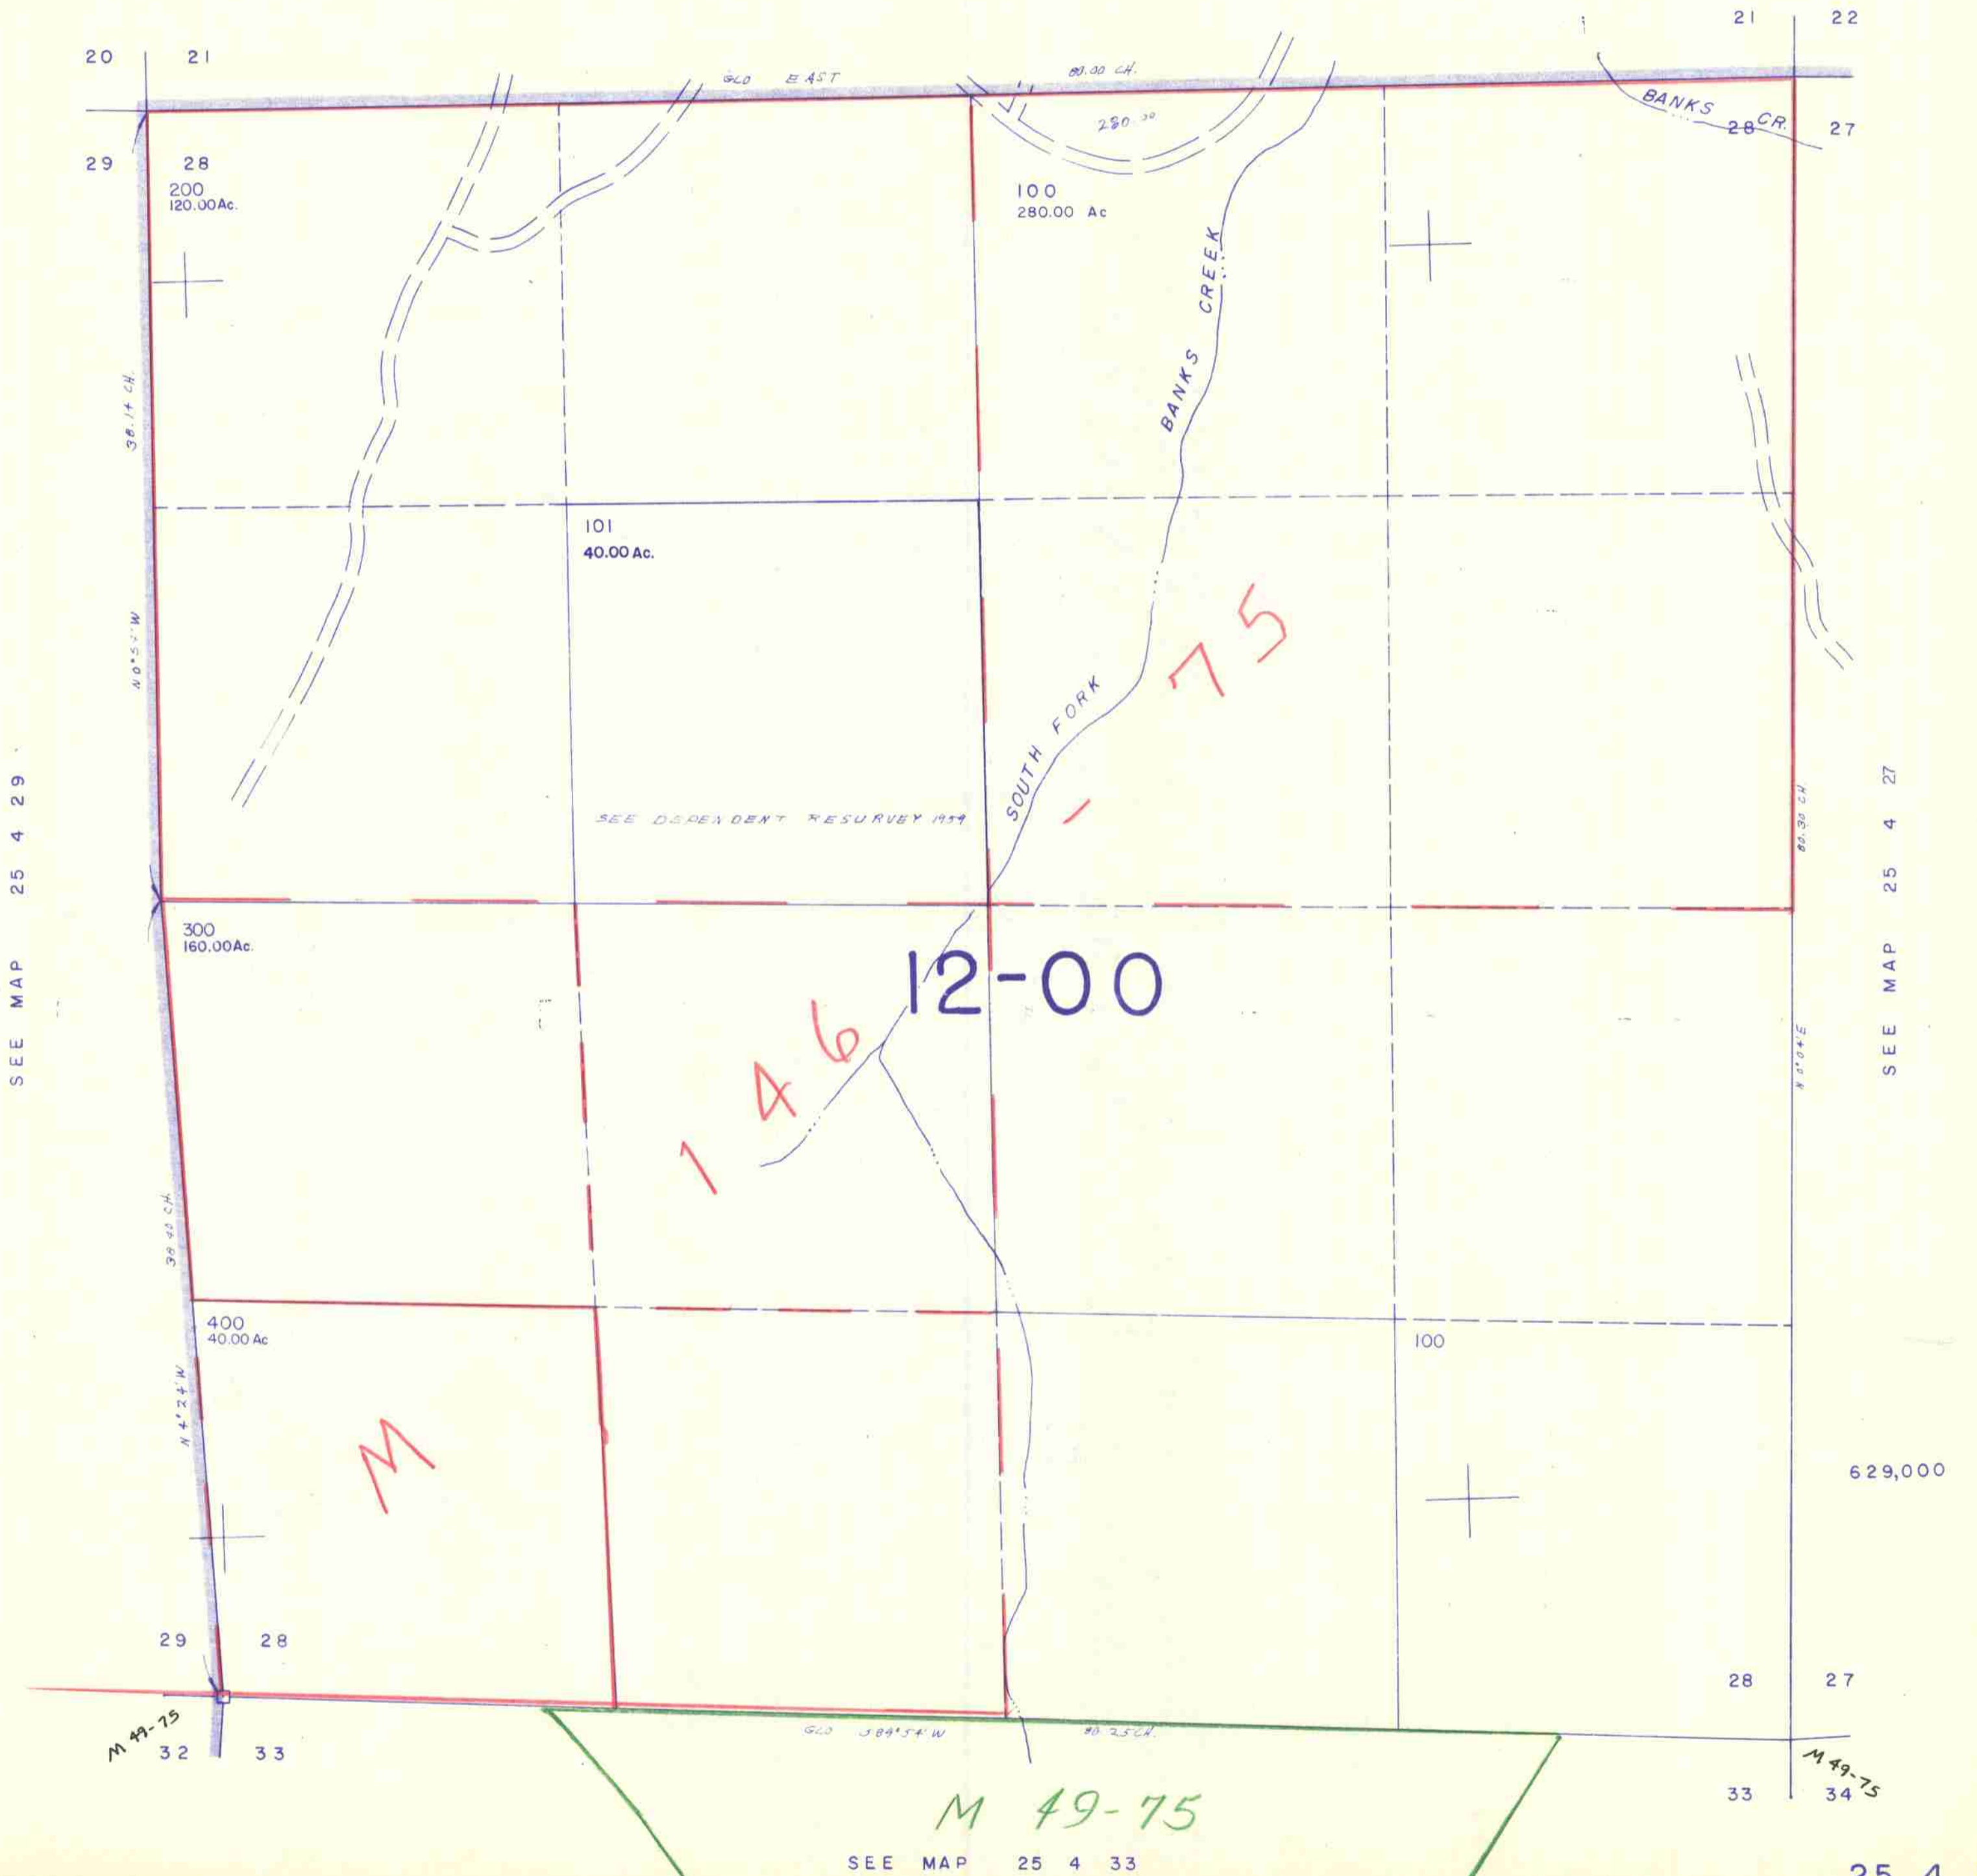 20 21
GLO EAST 80.00 CH.
21 22
BANKS CR.
29 28
28 27
280.00
200
120.00 Ac.
100
280.00 Ac
BANKS CREEK
38.14 CH.
101
40.00 Ac.
75
SOUTH FORK
SEE DEPENDENT RESURVEY 1959
-
80.30 CH
SEE MAP 25 4 29
SEE MAP 25 4 27
300
160.00 Ac.
12-00
N 0°04'E
146
38.40 CH.
400
40.00 Ac
100
N 4°24'W
M
629,000
29 28
28 27
M 49-75
32 33
GLO S89°54'W 80.25 CH.
M 49-75
33 34
M 49-75
SEE MAP 25 4 33